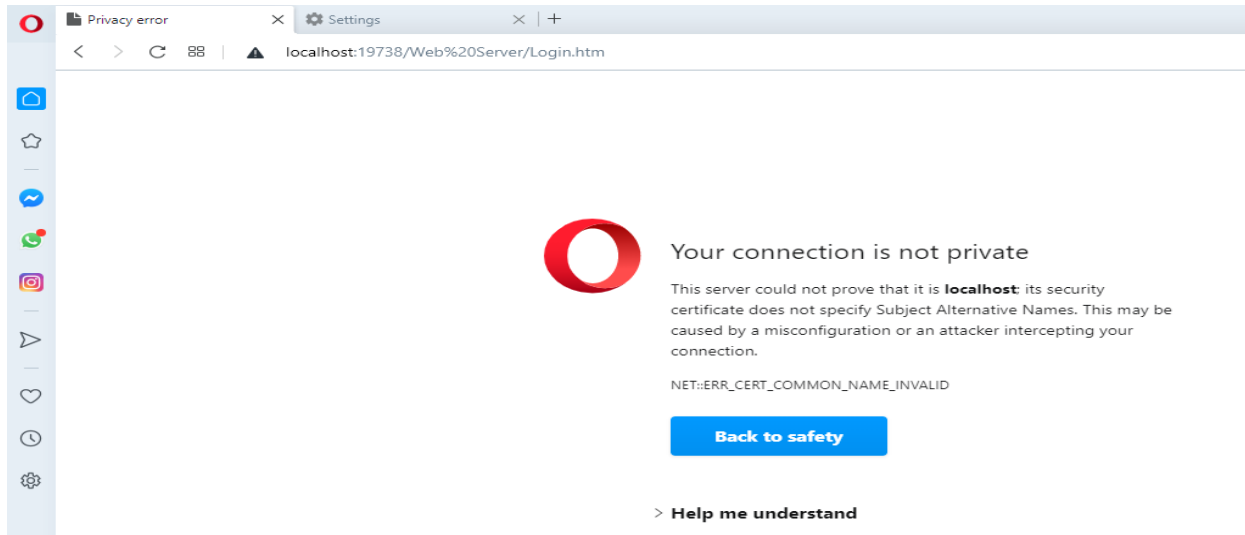 Privacy error
Settings
localhost:19738/Web%20Server/Login.htm
Your connection is not private
This server could not prove that it is localhost; its security
certificate does not specify Subject Alternative Names. This may be
caused by a misconfiguration or an attacker intercepting your
connection.
NET::ERR_CERT_COMMON_NAME_INVALID
Back to safety
Help me understand